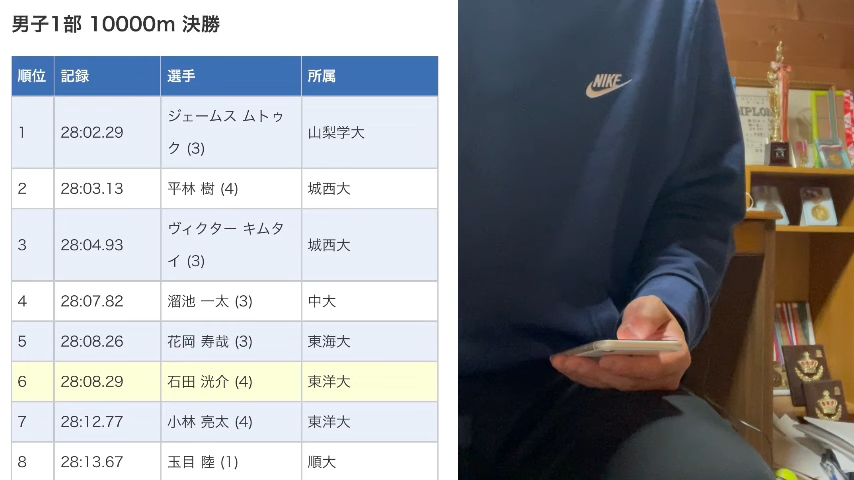 男子1部 10000m 決勝
順位 記録 選手 所属
1 28:02.29 ジェームス ムトゥク (3) 山梨学大
2 28:03.13 平林 樹 (4) 城西大
3 28:04.93 ヴィクター キムタイ (3) 城西大
4 28:07.82 溜池 一太 (3) 中大
5 28:08.26 花岡 寿哉 (3) 東海大
6 28:08.29 石田 洸介 (4) 東洋大
7 28:12.77 小林 亮太 (4) 東洋大
8 28:13.67 玉目 陸 (1) 順大
NIKE